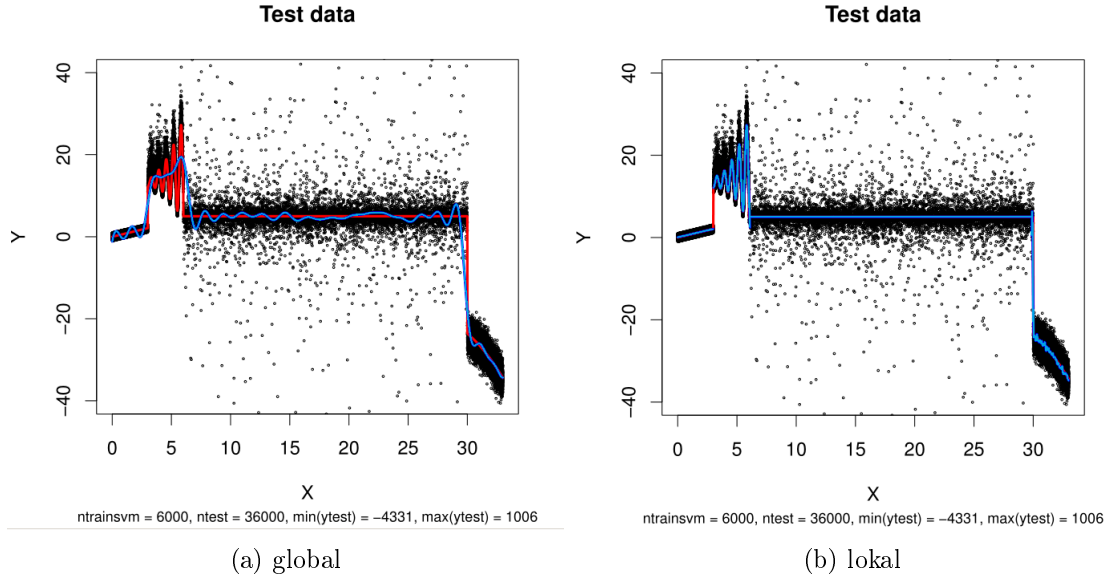 Test data
Y
40
20
0
−20
−40
0 5 10 15 20 25 30
X
ntrainsvm = 6000, ntest = 36000, min(ytest) = −4331, max(ytest) = 1006
(a) global
Test data
Y
40
20
0
−20
−40
0 5 10 15 20 25 30
X
ntrainsvm = 6000, ntest = 36000, min(ytest) = −4331, max(ytest) = 1006
(b) lokal